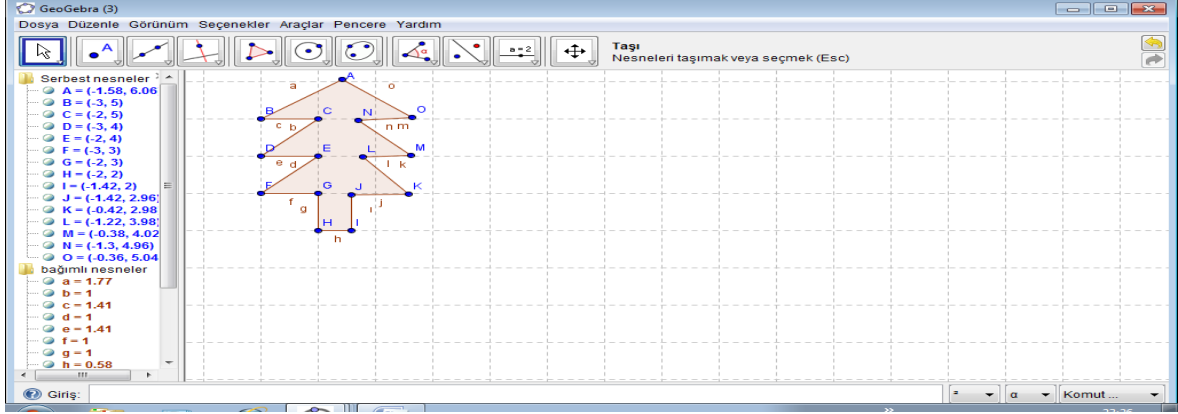 GeoGebra (3)
Dosya Düzenle Görünüm Seçenekler Araçlar Pencere Yardım
A
α
a=2
Taşı
Nesneleri taşımak veya seçmek (Esc)
Serbest nesneler
A = (-1.58, 6.06
B = (-3, 5)
C = (-2, 5)
D = (-3, 4)
E = (-2, 4)
F = (-3, 3)
G = (-2, 3)
H = (-2, 2)
I = (-1.42, 2)
J = (-1.42, 2.96)
K = (-0.42, 2.98
L = (-1.22, 3.98)
M = (-0.38, 4.02
N = (-1.3, 4.96)
O = (-0.36, 5.04
bağımlı nesneler
a = 1.77
b = 1
c = 1.41
d = 1
e = 1.41
f = 1
g = 1
h = 0.58
A
a o
B C N O
c b n m
D E L M
e d l k
F G J K
f g ı j
H I
h
Giriş:
² α Komut ...
22:26